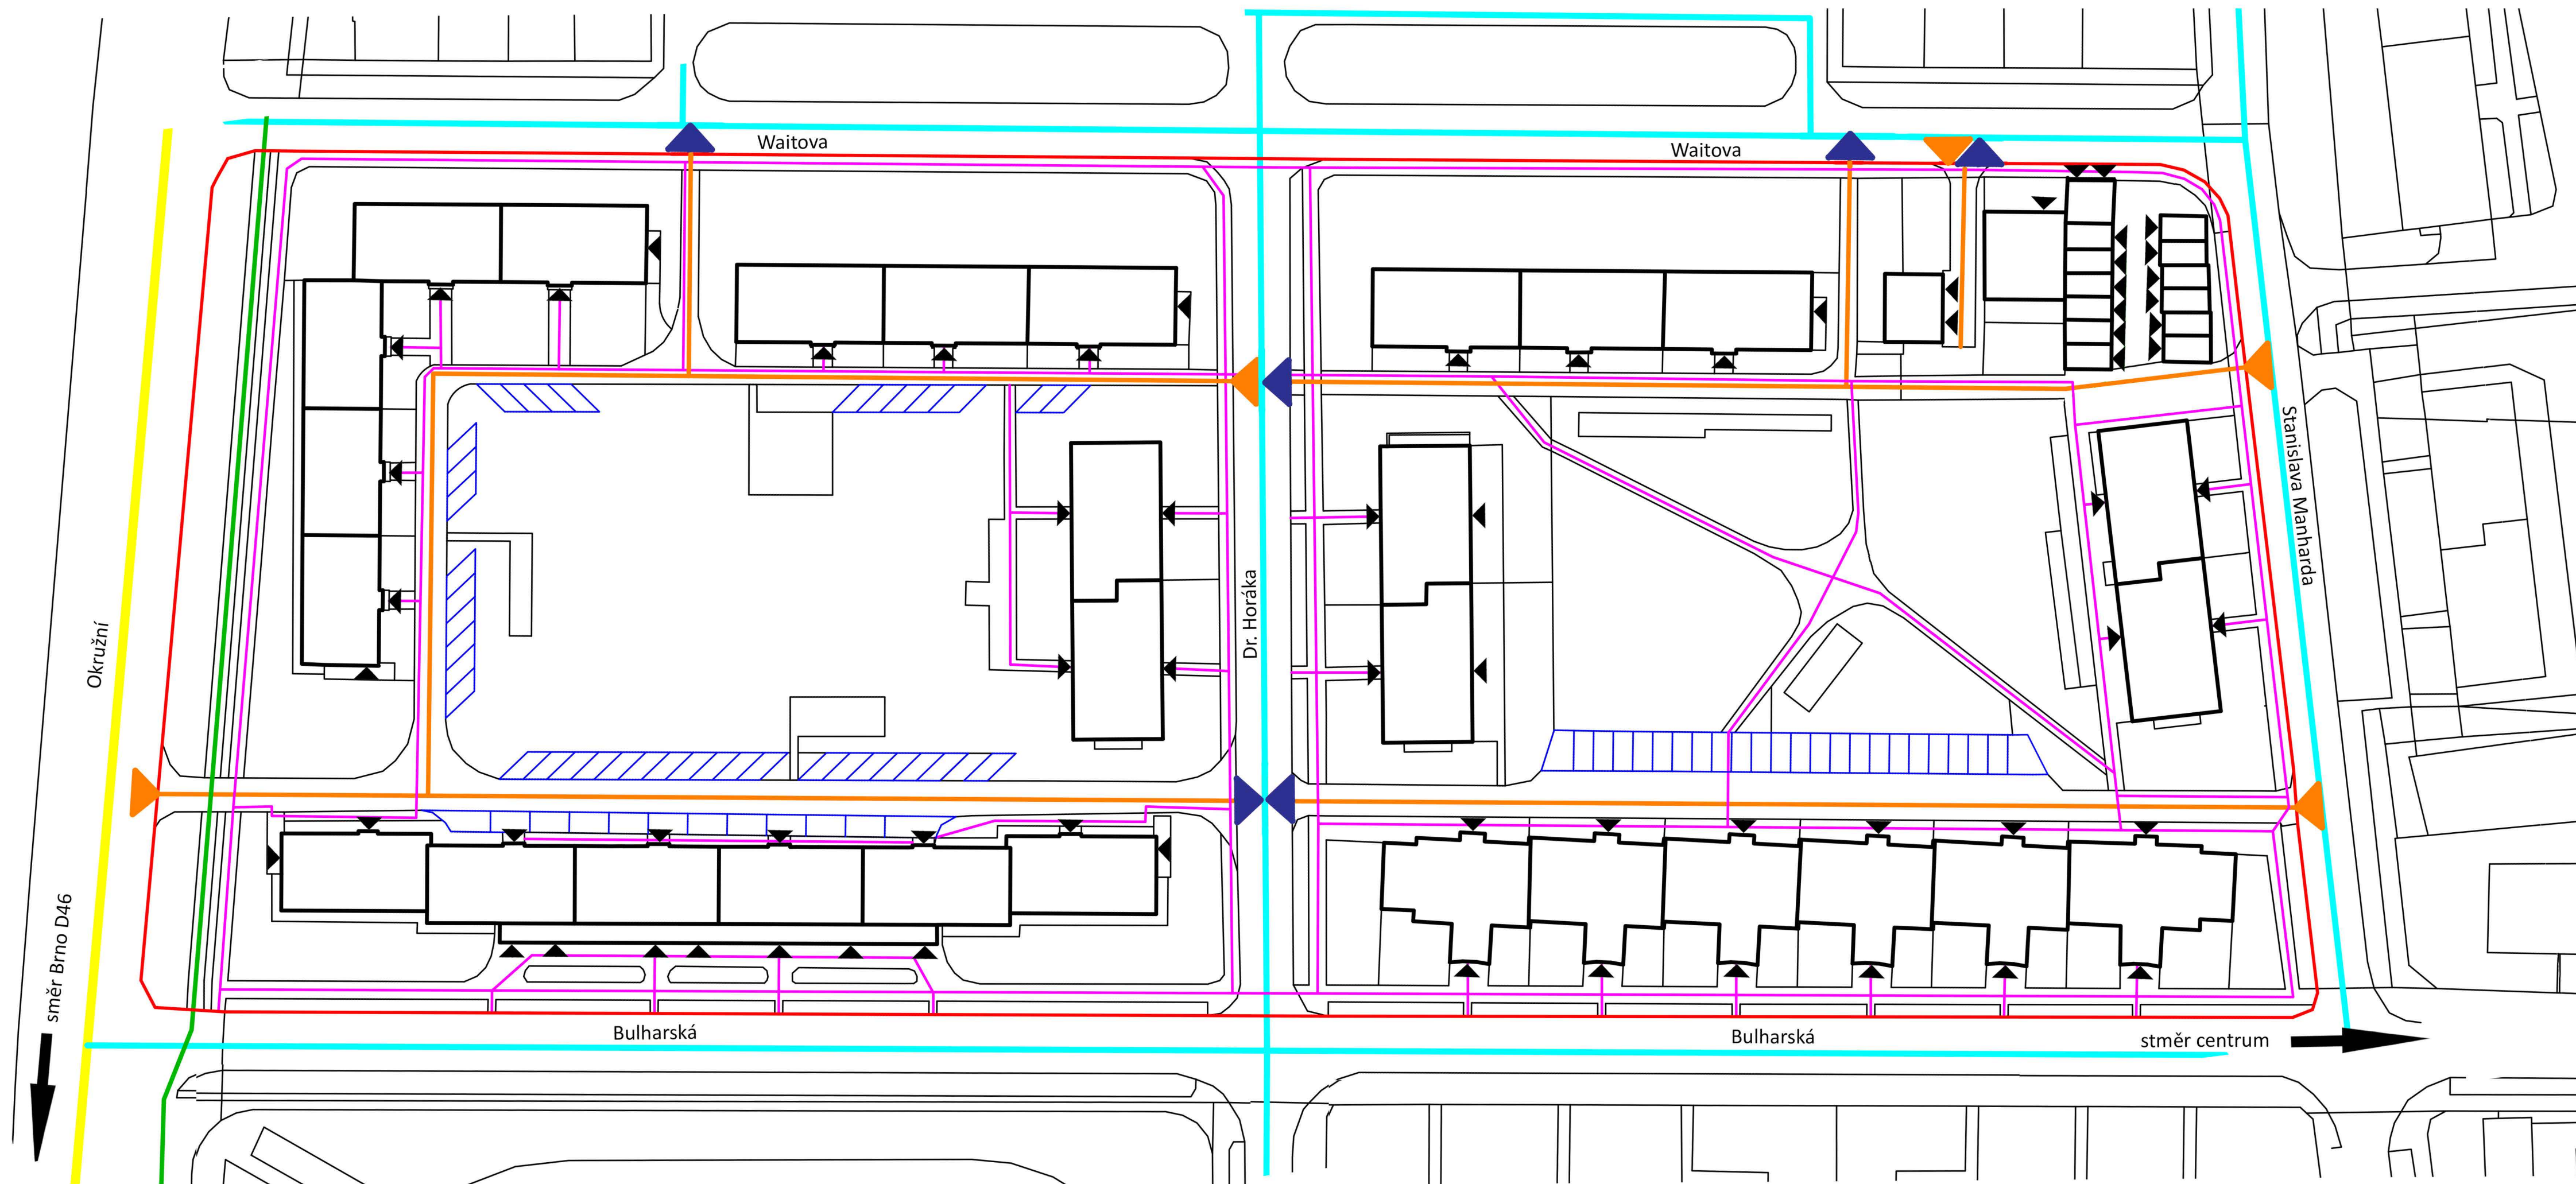 Waitova
Waitova
Stanislava Manharda
Dr. Horáka
Okružní
směr Brno D46
Bulharská
Bulharská
stměr centrum